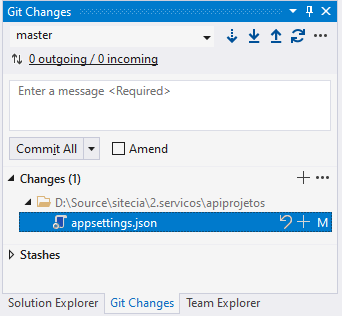 Git Changes
master
0 outgoing / 0 incoming
Enter a message <Required>
Commit All
Amend
Changes (1)
D:\Source\sitecia\2.servicos\apiprojetos
appsettings.json M
Stashes
Solution Explorer Git Changes Team Explorer